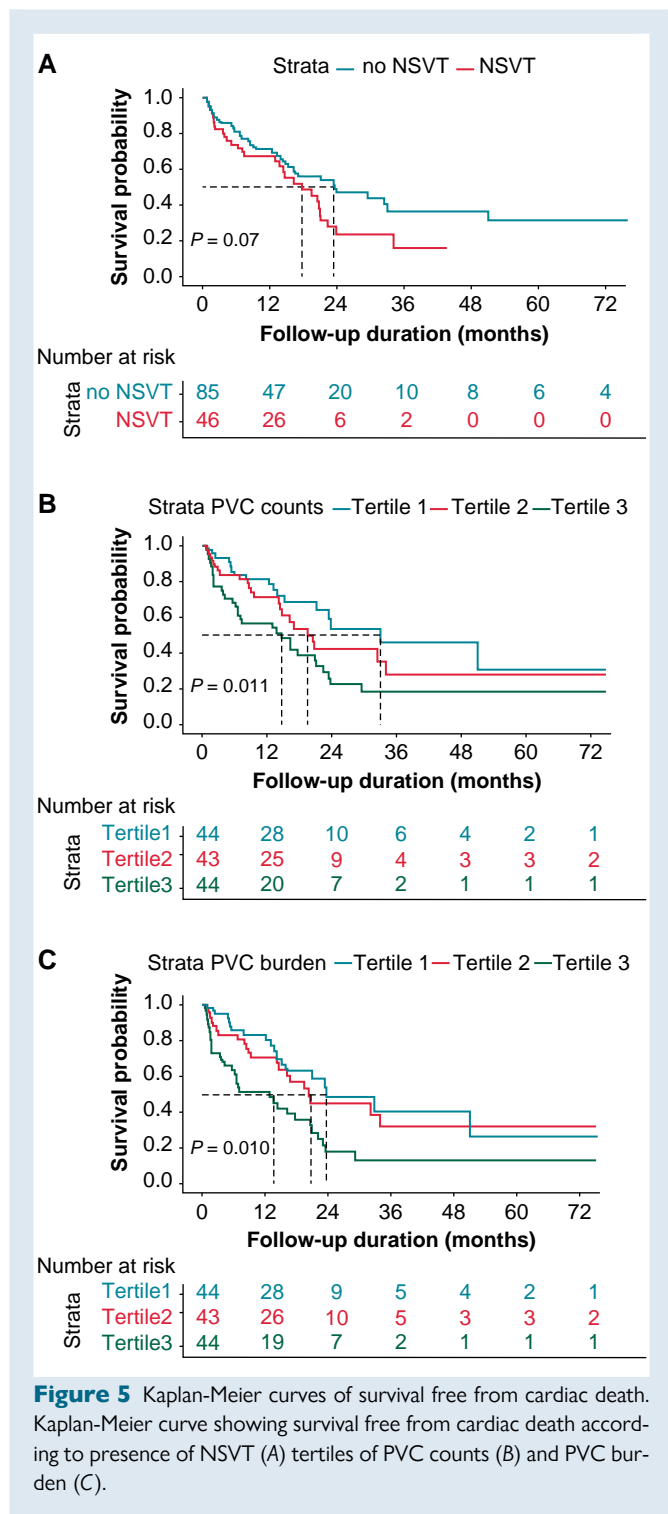 A
Strata no NSVT NSVT
Survival probability
1.0
0.8
0.6
0.4
0.2
0.0
P = 0.07
0 12 24 36 48 60 72
Follow-up duration (months)
Number at risk
Strata
no NSVT 85 47 20 10 8 6 4
NSVT 46 26 6 2 0 0 0
B
Strata PVC counts Tertile 1 Tertile 2 Tertile 3
Survival probability
1.0
0.8
0.6
0.4
0.2
0.0
P = 0.011
0 12 24 36 48 60 72
Follow-up duration (months)
Number at risk
Strata
Tertile1 44 28 10 6 4 2 1
Tertile2 43 25 9 4 3 3 2
Tertile3 44 20 7 2 1 1 1
C
Strata PVC burden Tertile 1 Tertile 2 Tertile 3
Survival probability
1.0
0.8
0.6
0.4
0.2
0.0
P = 0.010
0 12 24 36 48 60 72
Follow-up duration (months)
Number at risk
Strata
Tertile1 44 28 9 5 4 2 1
Tertile2 43 26 10 5 3 3 2
Tertile3 44 19 7 2 1 1 1
Figure 5 Kaplan-Meier curves of survival free from cardiac death.
Kaplan-Meier curve showing survival free from cardiac death accord-
ing to presence of NSVT (A) tertiles of PVC counts (B) and PVC bur-
den (C).